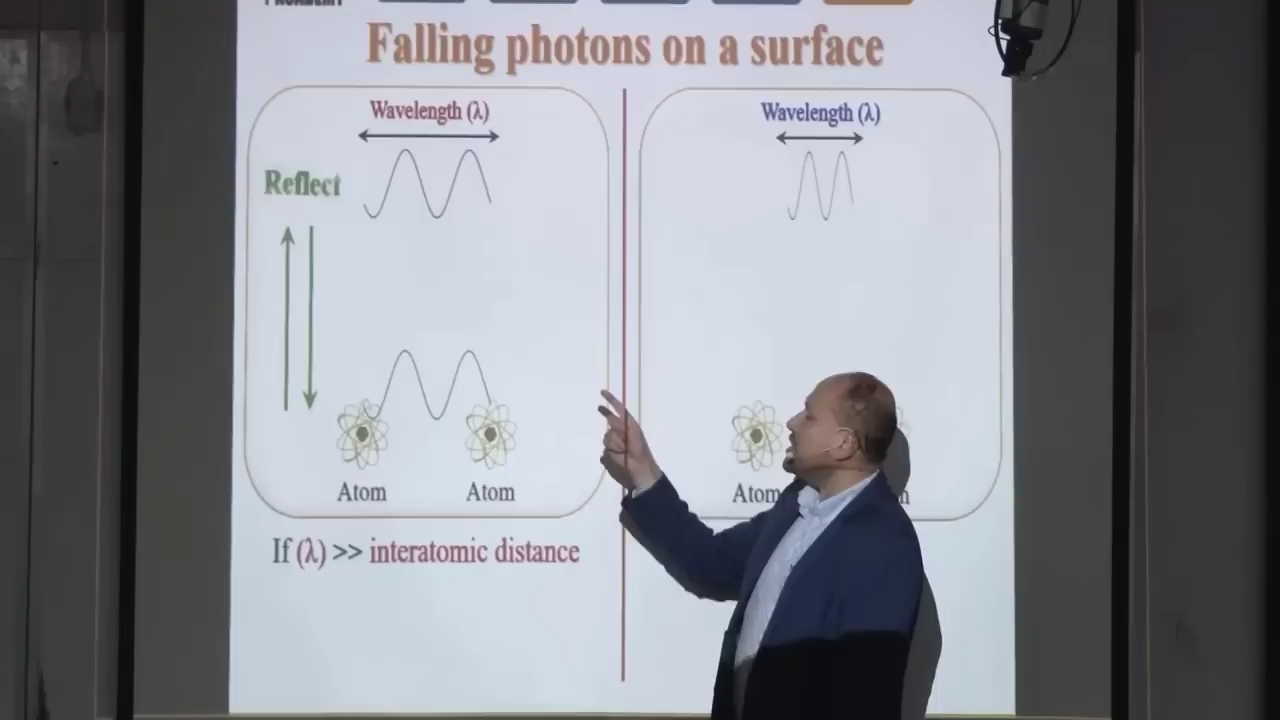 Falling photons on a surface
Wavelength (λ)
Reflect
Atom
Atom
If (λ) >> interatomic distance
Wavelength (λ)
Atom